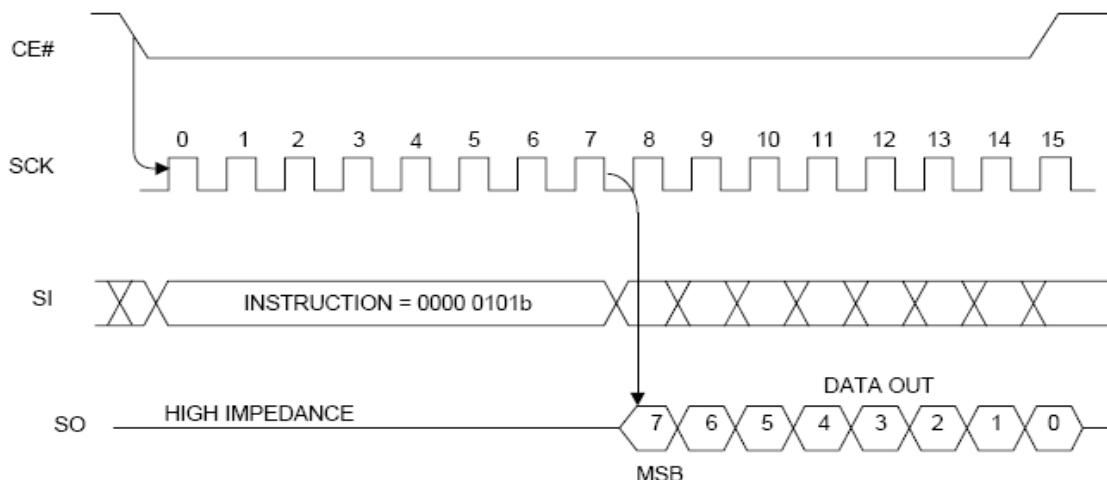 CE#
0 1 2 3 4 5 6 7 8 9 10 11 12 13 14 15
SCK
SI INSTRUCTION = 0000 0101b
DATA OUT
HIGH IMPEDANCE
SO 7 6 5 4 3 2 1 0
MSB